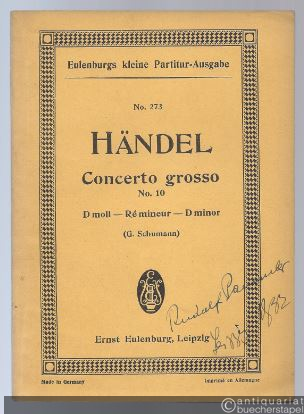 Eulenburgs kleine Partitur-Ausgabe
No. 273
HÄNDEL
Concerto grosso
No. 10
D moll — Ré mineur — D minor
(G. Schumann)
Rudolf
Ernst Eulenburg, Leipzig
Made in Germany
Imprimé en Allemagne
antiquariat
buecherstapel